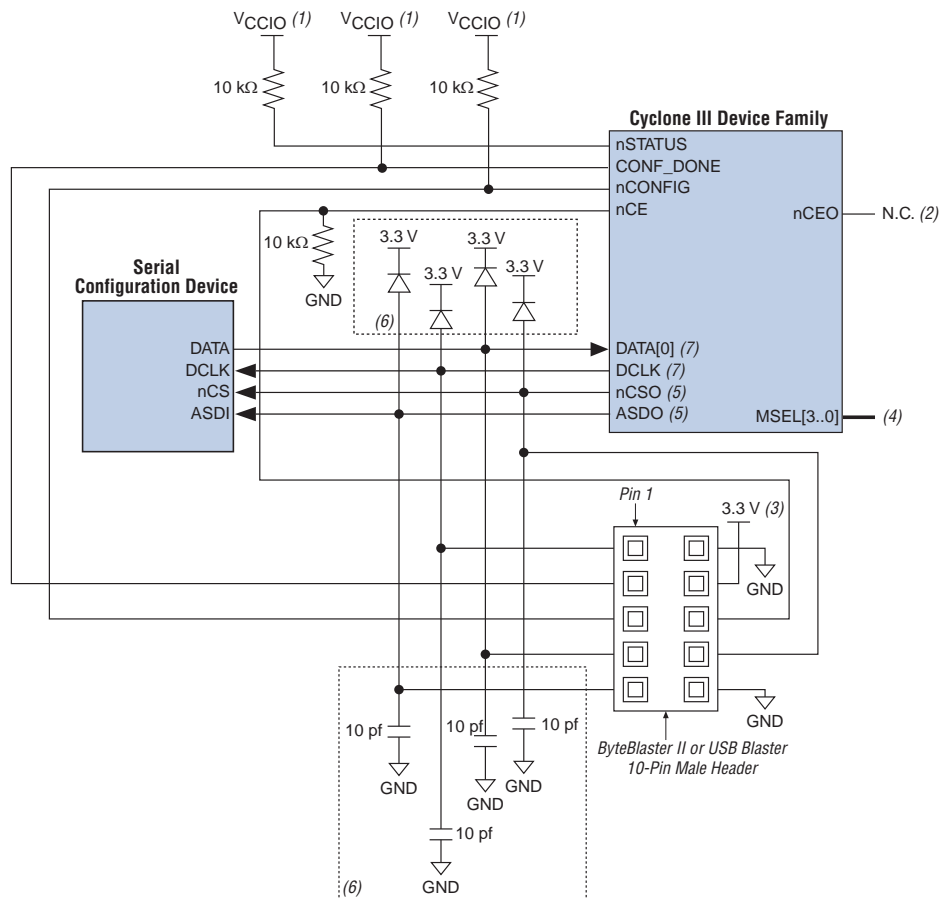 VCCIO (1) VCCIO (1) VCCIO (1)
10 kΩ 10 kΩ 10 kΩ
Cyclone III Device Family
nSTATUS
CONF_DONE
nCONFIG
nCE
nCEO N.C. (2)
10 kΩ
GND
3.3 V 3.3 V
3.3 V 3.3 V
(6)
Serial
Configuration Device
DATA
DCLK
nCS
ASDI
DATA[0] (7)
DCLK (7)
nCSO (5)
ASDO (5)
MSEL[3..0] (4)
Pin 1
3.3 V (3)
GND
GND
10 pf 10 pf 10 pf
GND GND GND
10 pf
GND
(6)
ByteBlaster II or USB Blaster
10-Pin Male Header